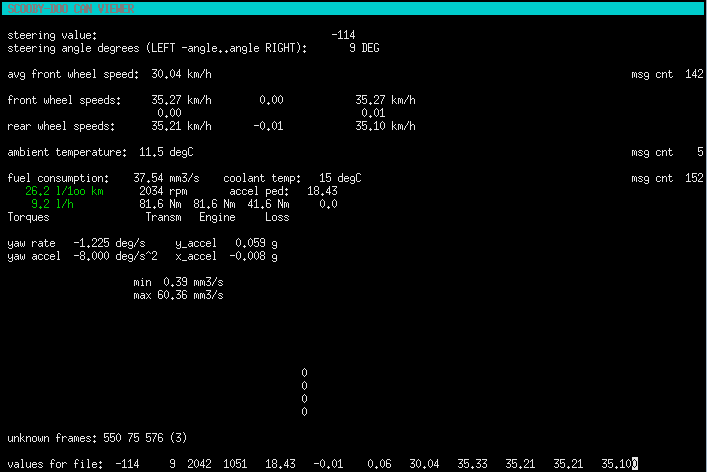 SCOOBY-DOO CAN VIEWER
steering value: -114
steering angle degrees (LEFT -angle..angle RIGHT): 9 DEG
avg front wheel speed: 30.04 km/h msg cnt 142
front wheel speeds: 35.27 km/h 0.00 35.27 km/h
0.00 0.01
rear wheel speeds: 35.21 km/h -0.01 35.10 km/h
ambient temperature: 11.5 degC msg cnt 5
fuel consumption: 37.54 mm3/s coolant temp: 15 degC msg cnt 152
26.2 l/1oo km 2034 rpm accel ped: 18.43
9.2 l/h 81.6 Nm 81.6 Nm 41.6 Nm 0.0
Torques Transm Engine Loss
yaw rate -1.225 deg/s y_accel 0.059 g
yaw accel -8.000 deg/s^2 x_accel -0.008 g
min 0.39 mm3/s
max 60.36 mm3/s
0
0
0
0
unknown frames: 550 75 576 (3)
values for file: -114 9 2042 1051 18.43 -0.01 0.06 30.04 35.33 35.21 35.21 35.100